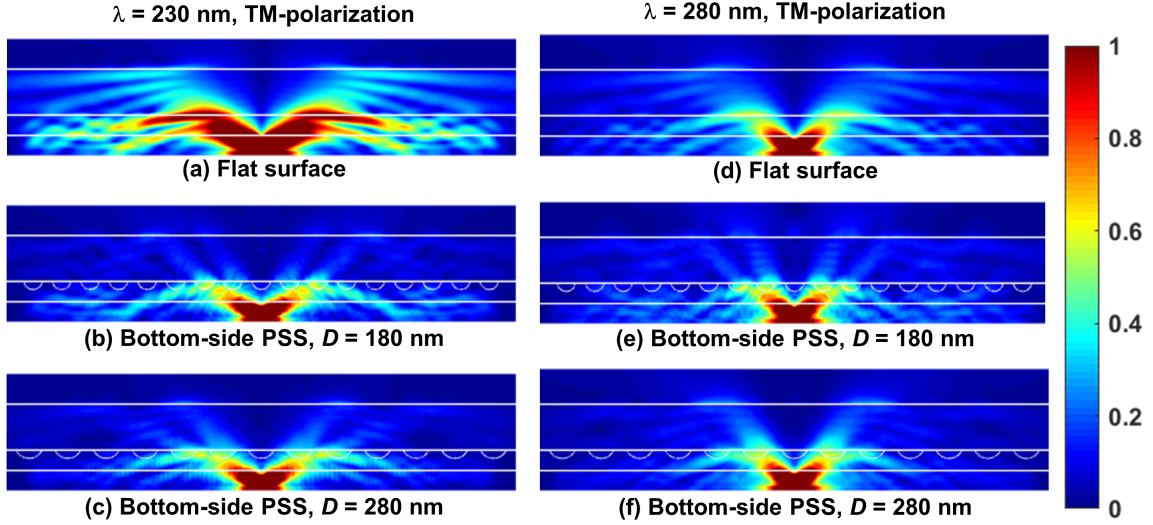 λ = 230 nm, TM-polarization
λ = 280 nm, TM-polarization
(a) Flat surface
(d) Flat surface
(b) Bottom-side PSS, D = 180 nm
(e) Bottom-side PSS, D = 180 nm
(c) Bottom-side PSS, D = 280 nm
(f) Bottom-side PSS, D = 280 nm
1
0.8
0.6
0.4
0.2
0